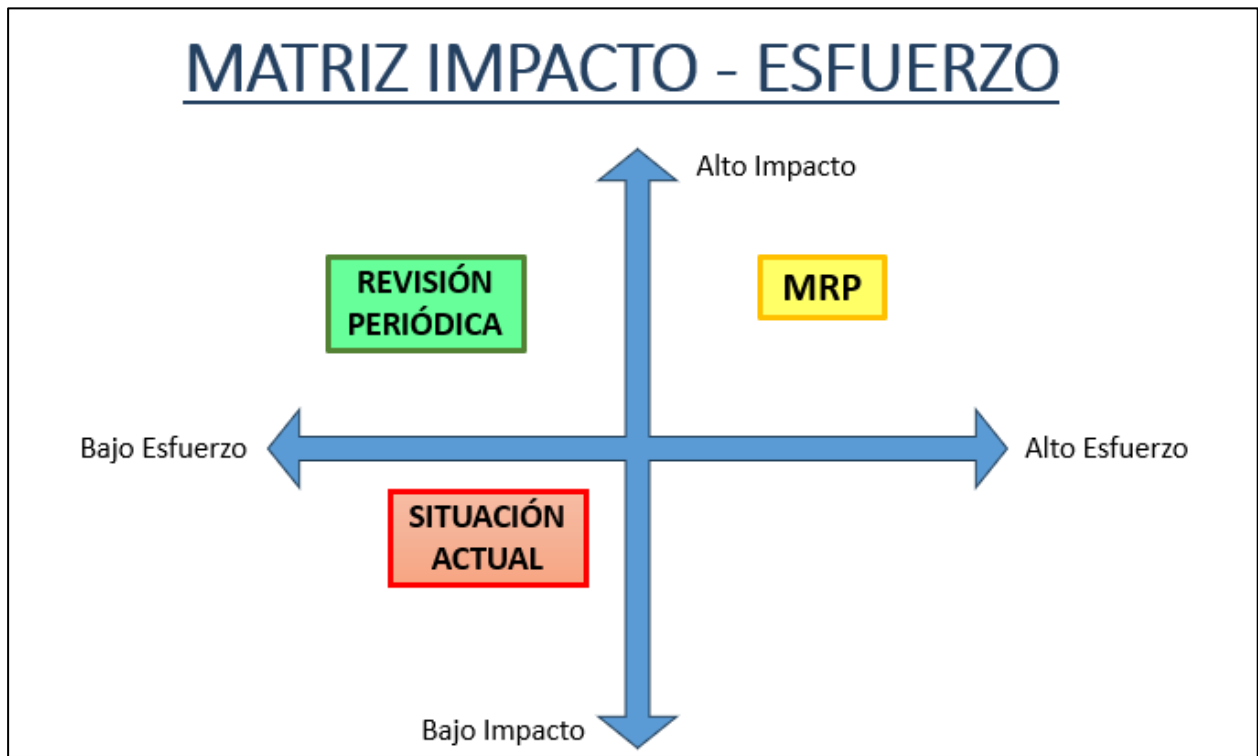 MATRIZ IMPACTO - ESFUERZO
Alto Impacto
REVISIÓN
PERIÓDICA
MRP
Bajo Esfuerzo
Alto Esfuerzo
SITUACIÓN
ACTUAL
Bajo Impacto